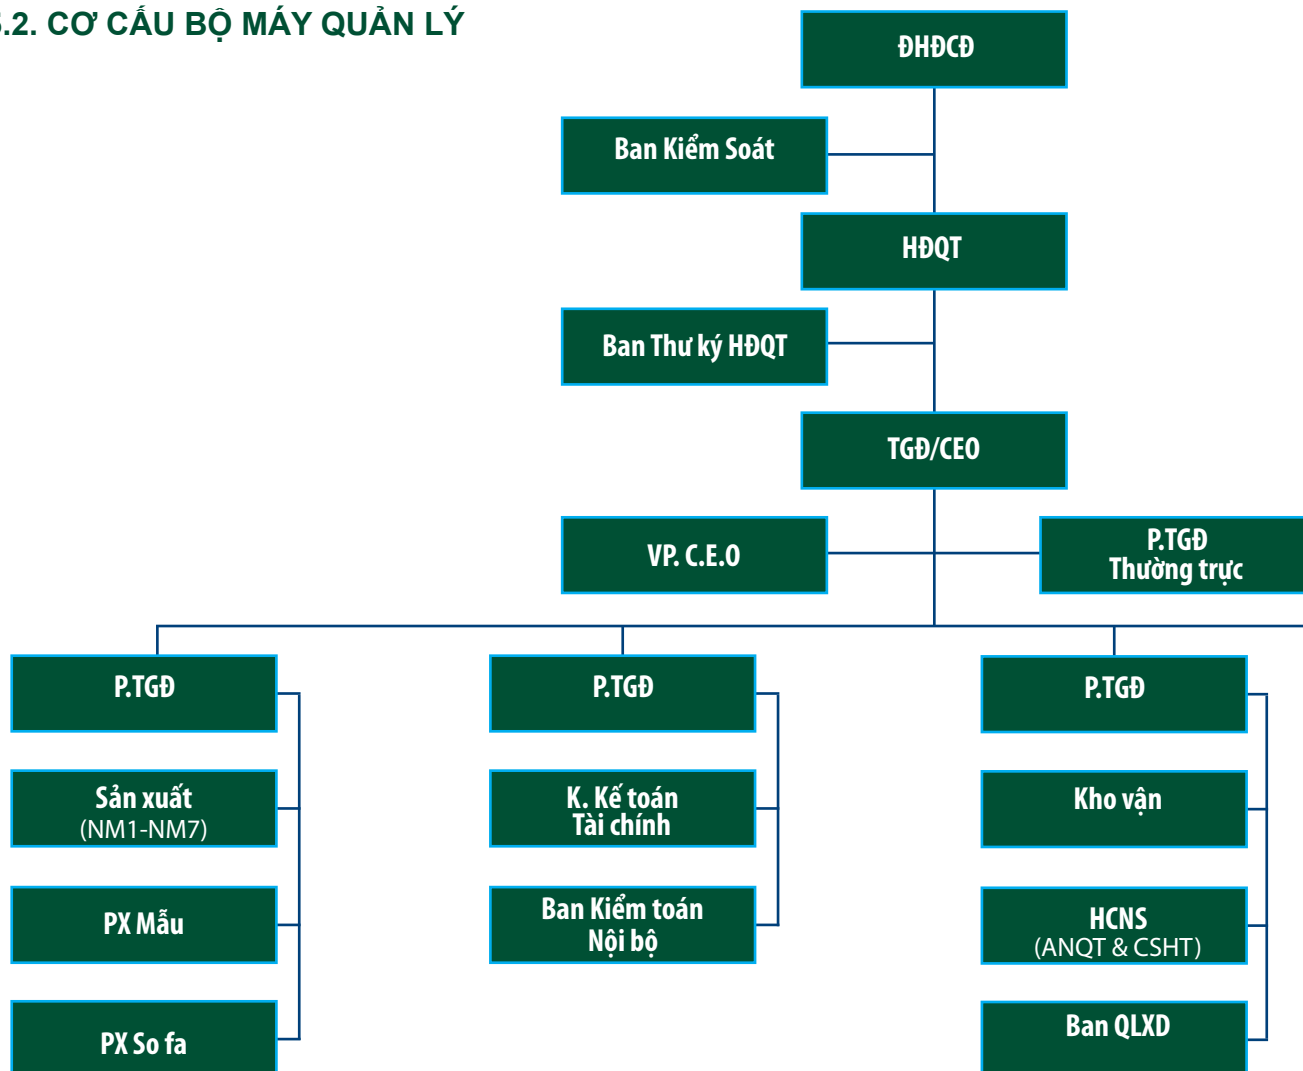 .2. CƠ CẤU BỘ MÁY QUẢN LÝ
ĐHĐCĐ
Ban Kiểm Soát
HĐQT
Ban Thư ký HĐQT
TGĐ/CEO
VP. C.E.O
P.TGĐ
Thường trực
P.TGĐ
P.TGĐ
P.TGĐ
Sản xuất
(NM1-NM7)
K. Kế toán
Tài chính
Kho vận
PX Mẫu
Ban Kiểm toán
Nội bộ
HCNS
(ANQT & CSHT)
PX So fa
Ban QLXD